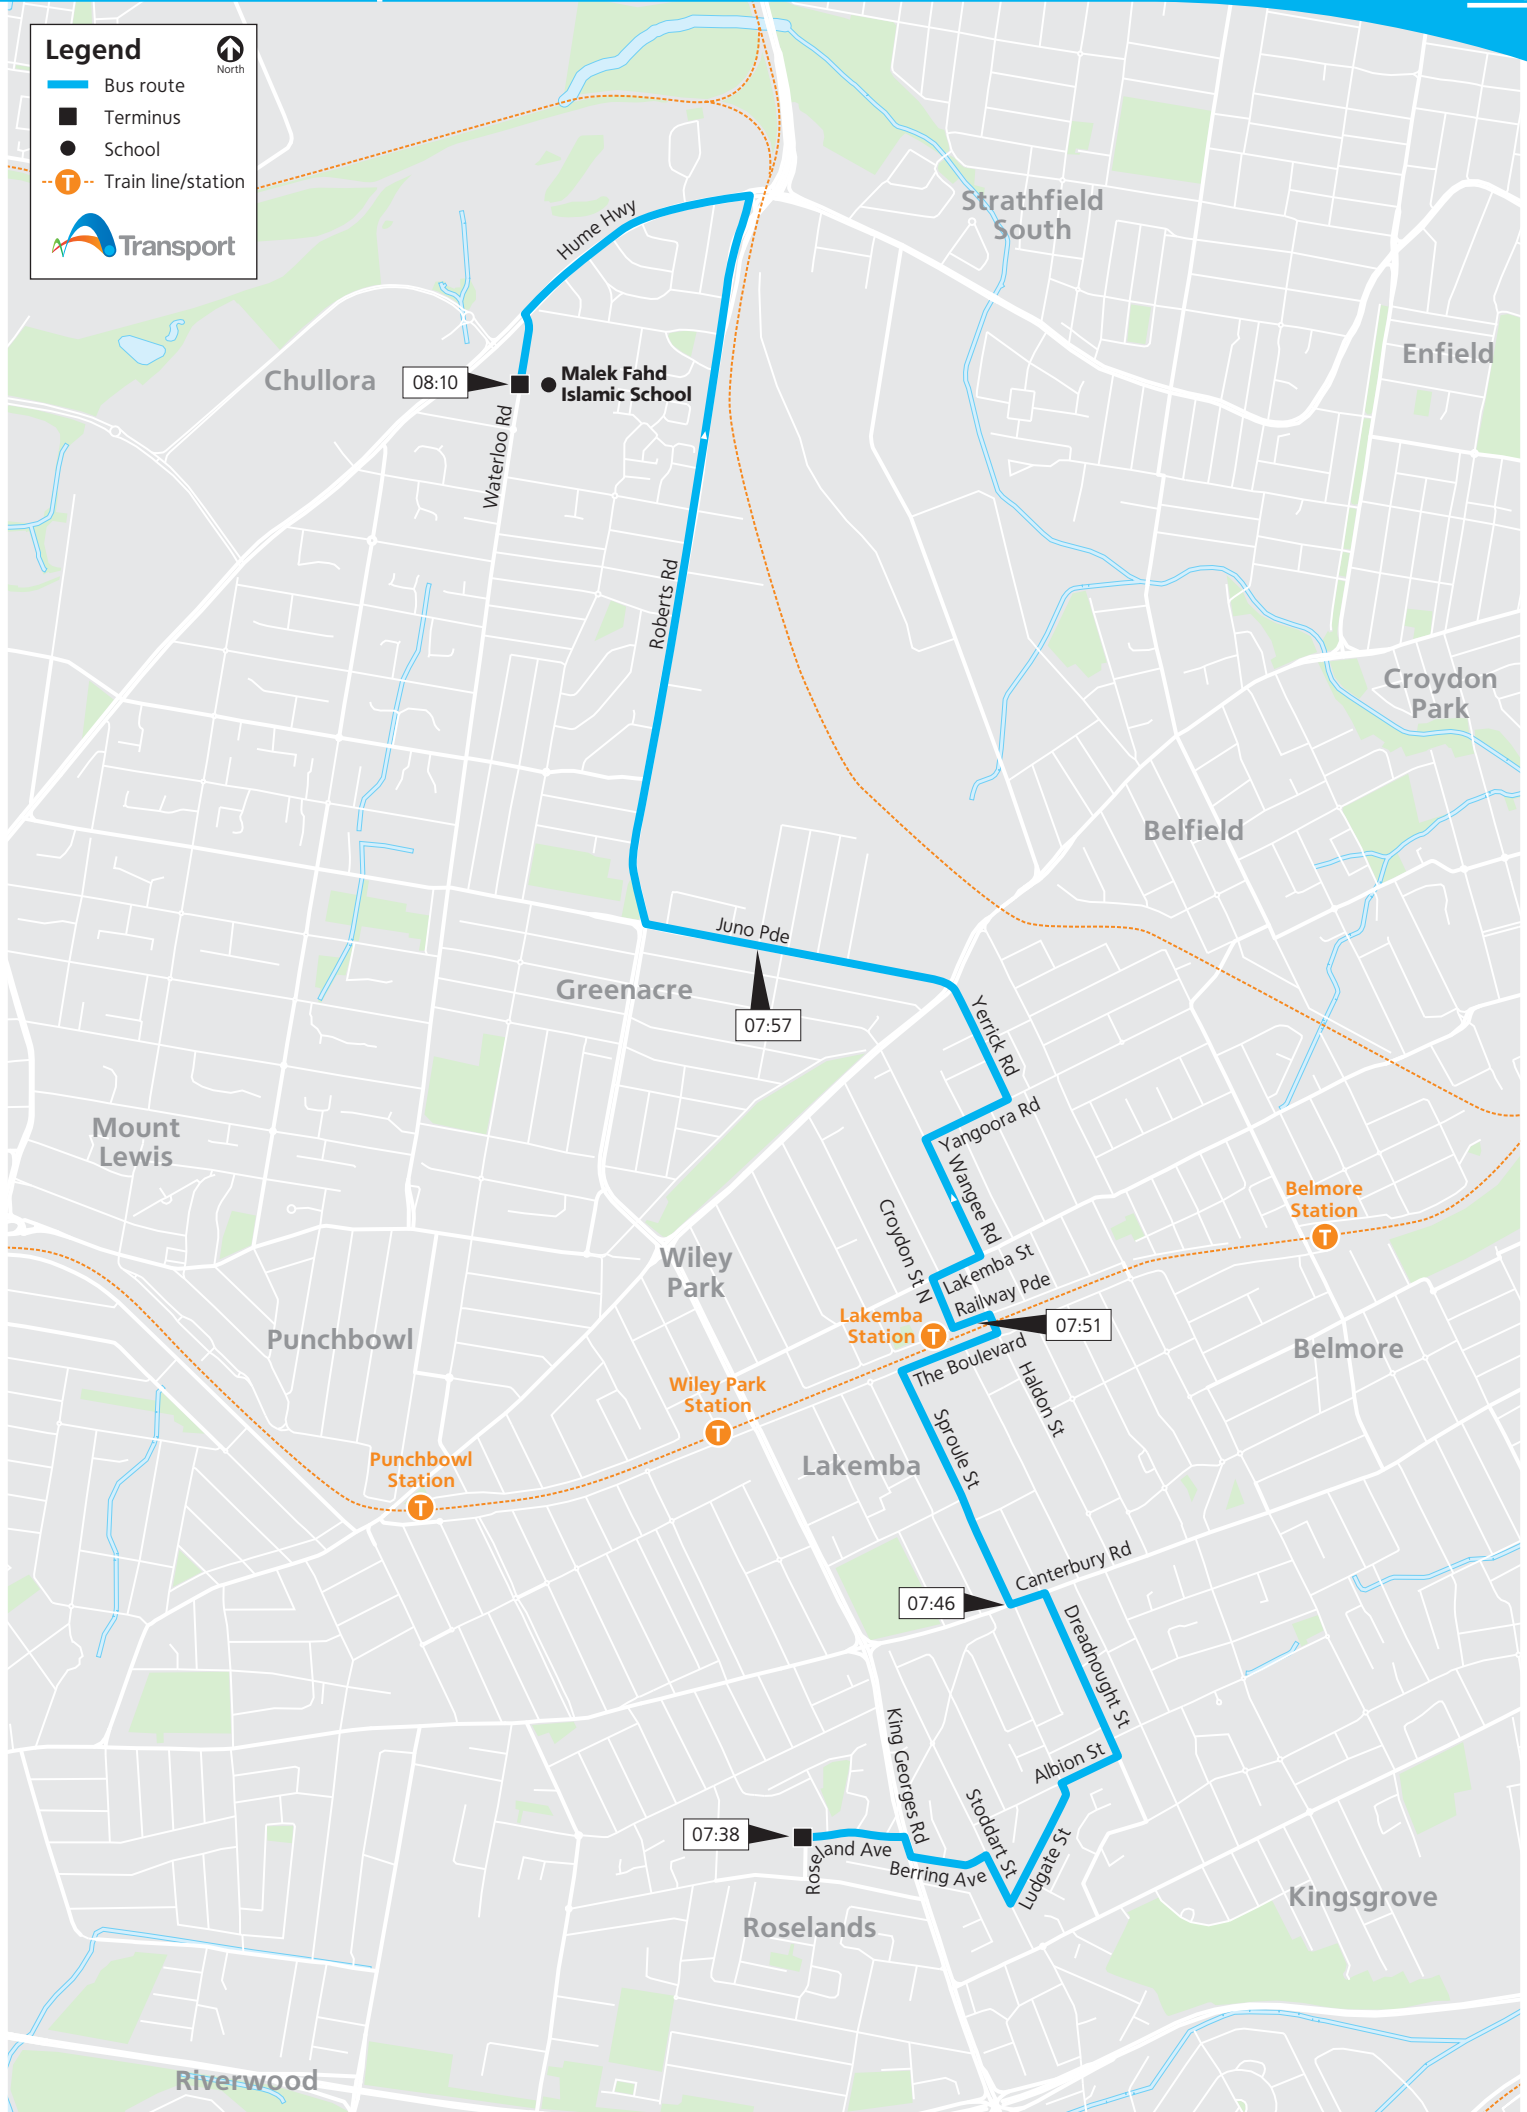 Legend
North
Bus route
Terminus
School
T
Train line/station
Transport
Hume Hwy
Strathfield
South
Enfield
Chullora
08:10
Malek Fahd
Islamic School
Waterloo Rd
Roberts Rd
Croydon
Park
Belfield
Juno Pde
Greenacre
07:57
Yerrick Rd
Yangoora Rd
Mount
Lewis
Wangee Rd
Belmore
Station
T
Croydon St N
Wiley
Park
Lakemba St
Railway Pde
Lakemba
Station
T
07:51
Punchbowl
Belmore
The Boulevard
Haldon St
Wiley Park
Station
T
Sproule St
Lakemba
Punchbowl
Station
T
Canterbury Rd
07:46
Dreadnought St
King Georges Rd
Albion St
Stoddart St
07:38
Roseland Ave
Berring Ave
Ludgate St
Kingsgrove
Roselands
Riverwood